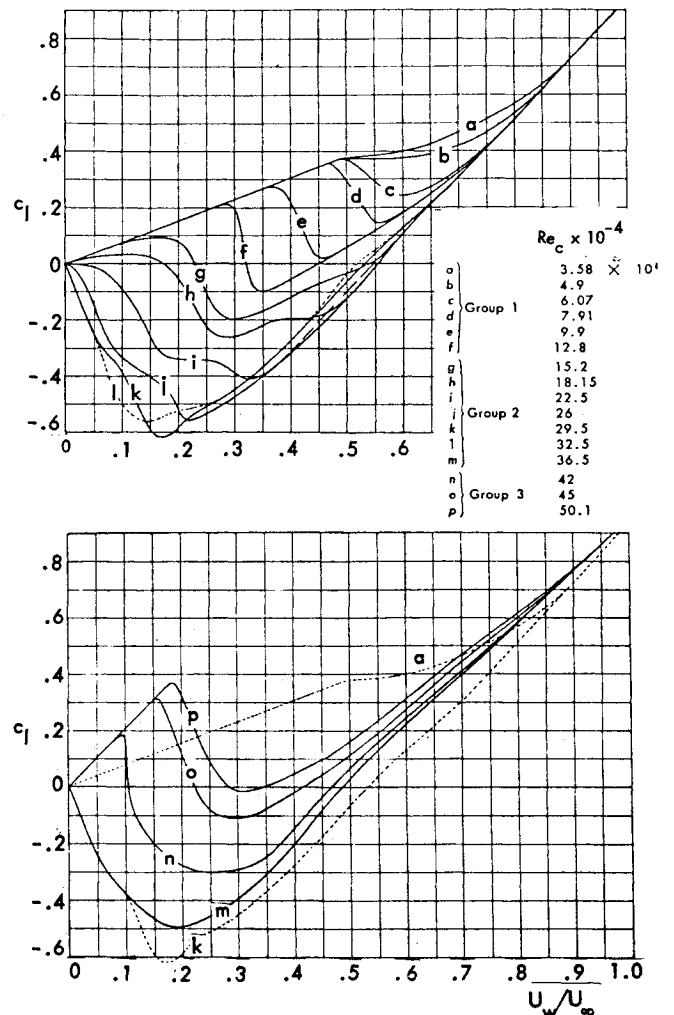 .8
.6
.4
c_l
.2
0
-.2
-.4
-.6
0 .1 .2 .3 .4 .5 .6
a
b
c
d
e
f
g
h
i
j
k
l
Re_c x 10^-4
a 3.58
b 4.9
c 6.07
d Group 1 7.91
e 9.9
f 12.8
g 15.2
h 18.15
i 22.5
j Group 2 26
k 29.5
l 32.5
m 36.5
n 42
o Group 3 45
p 50.1
.8
.6
.4
c_l
.2
0
-.2
-.4
-.6
a
p
o
n
m
k
0 .1 .2 .3 .4 .5 .6 .7 .8 .9 1.0
U_w/U_∞